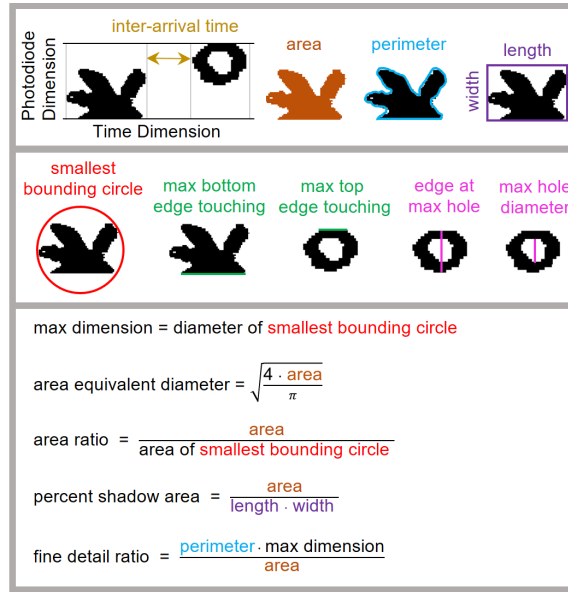 inter-arrival time
Photodiode
Dimension
Time Dimension
area
perimeter
length
width
smallest
bounding circle
max bottom
edge touching
max top
edge touching
edge at
max hole
max hole
diameter
max dimension = diameter of smallest bounding circle
area equivalent diameter = √(4 · area / π)
area ratio = area / area of smallest bounding circle
percent shadow area = area / length · width
fine detail ratio = perimeter · max dimension / area